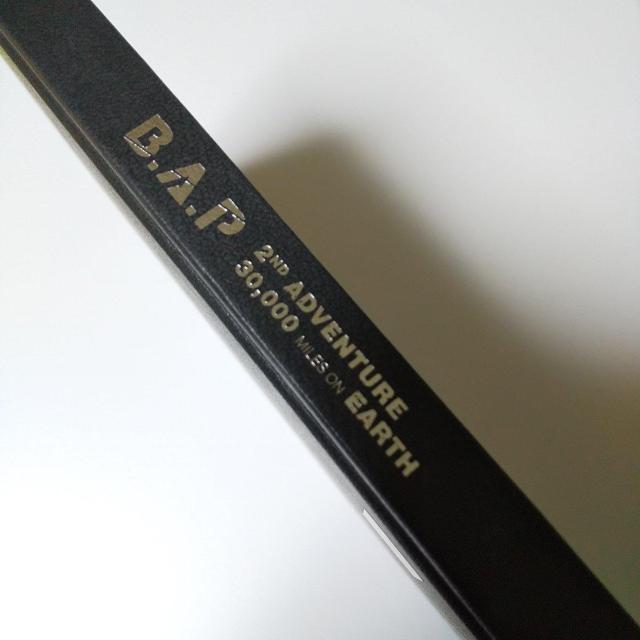 B.A.P
2ND ADVENTURE
30,000 MILES ON EARTH